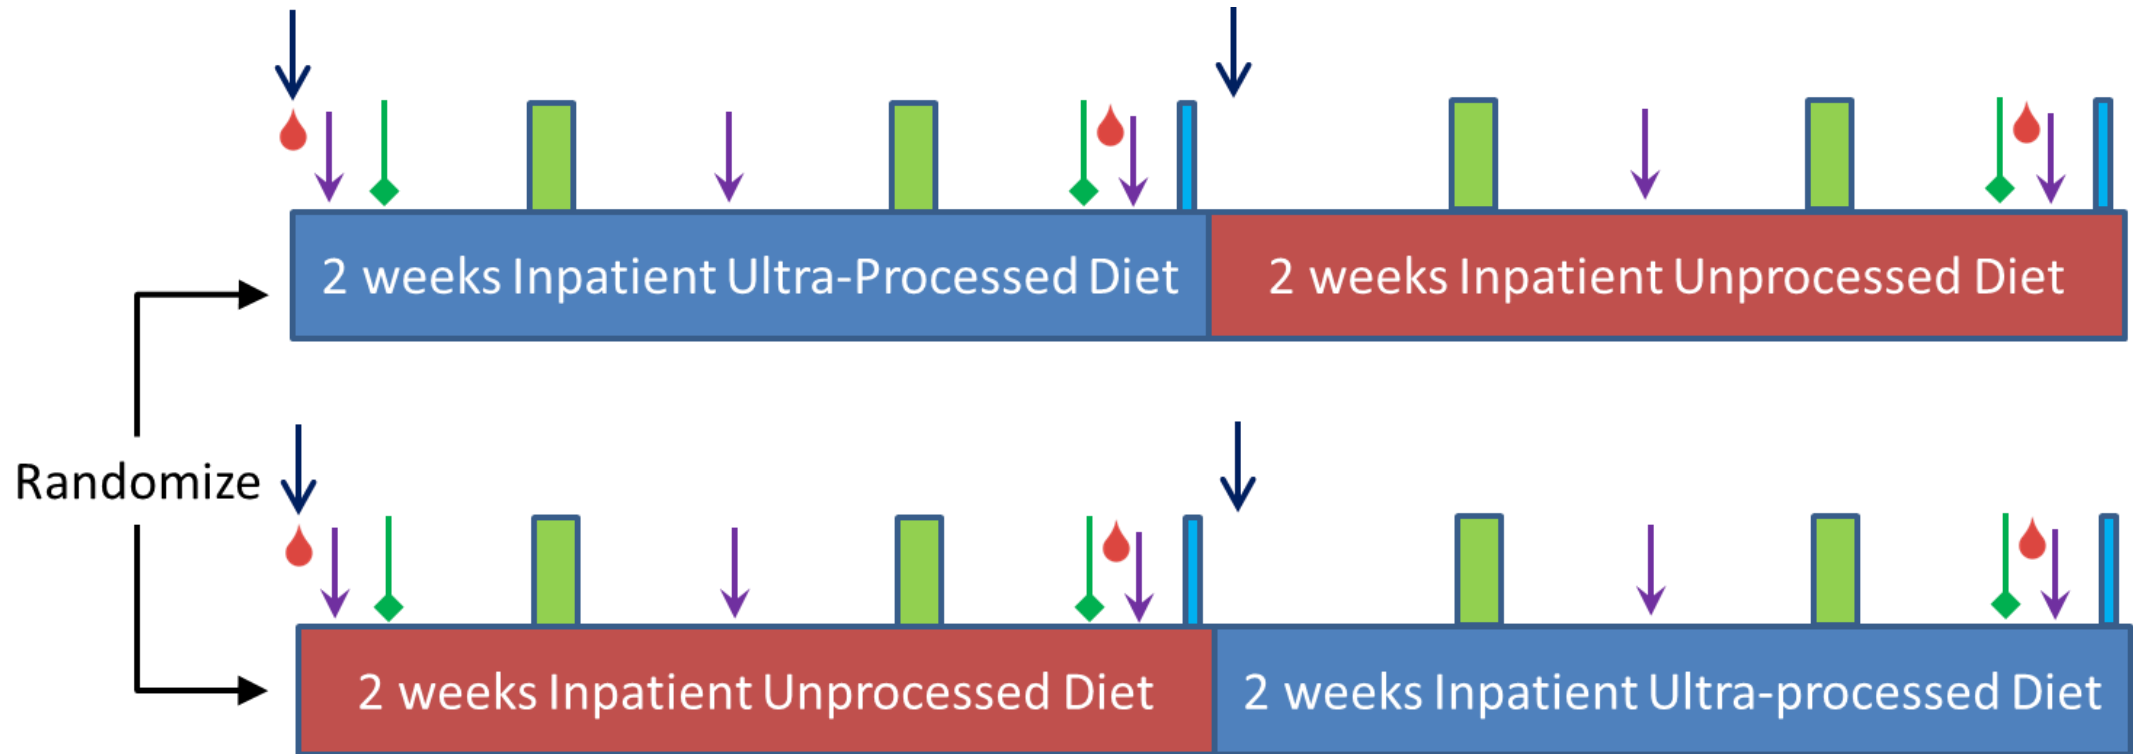 2 weeks Inpatient Ultra-Processed Diet
2 weeks Inpatient Unprocessed Diet
Randomize
2 weeks Inpatient Unprocessed Diet
2 weeks Inpatient Ultra-processed Diet